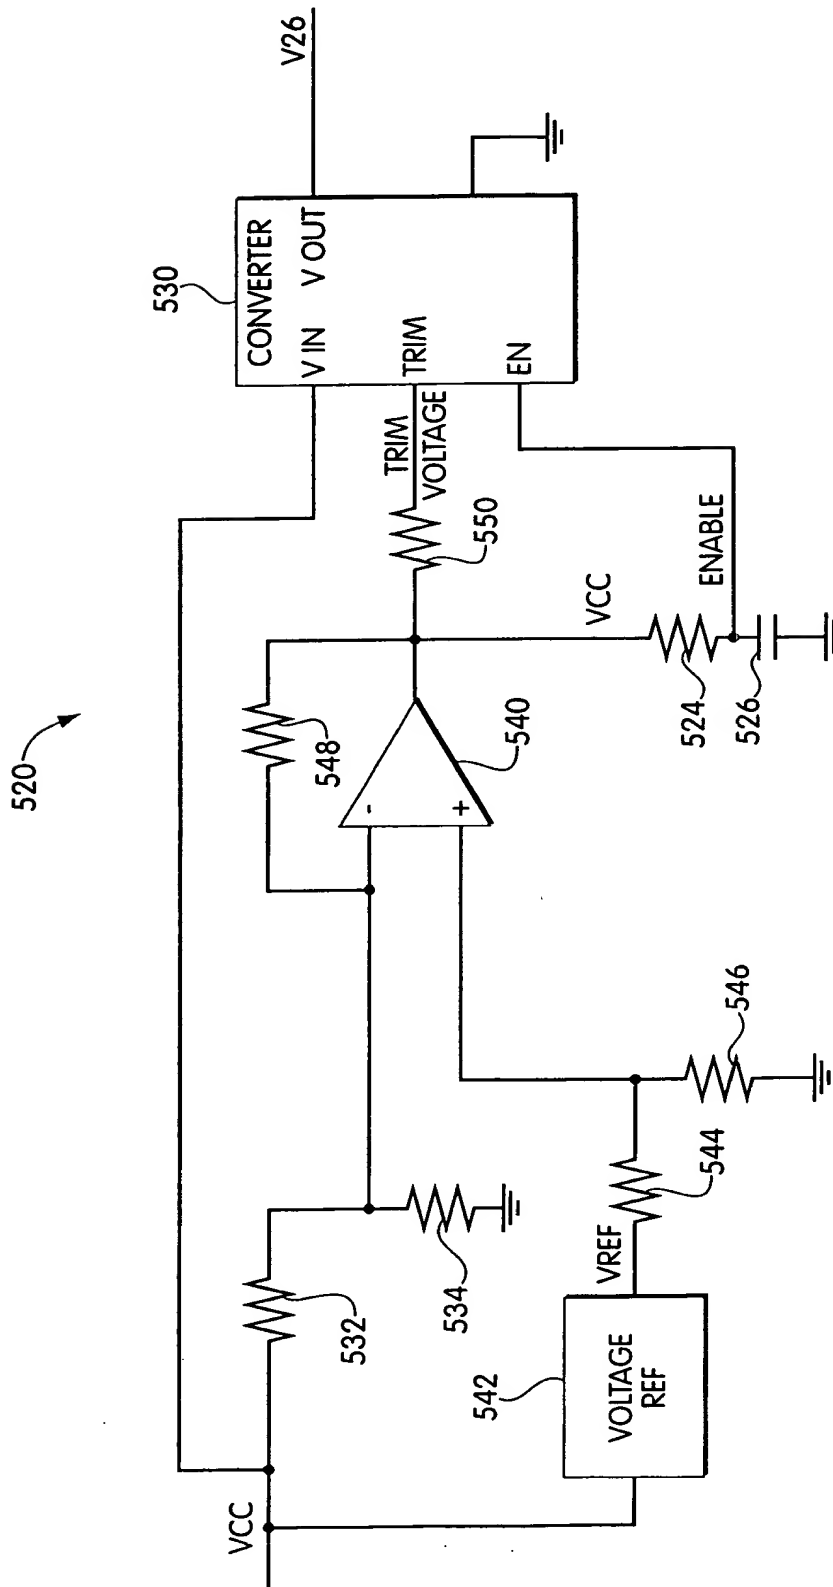 520
VCC
532
534
542
VOLTAGE
REF
VREF
544
546
548
-
+
540
VCC
524
526
ENABLE
550
TRIM
VOLTAGE
530
CONVERTER
V IN
V OUT
TRIM
EN
V26